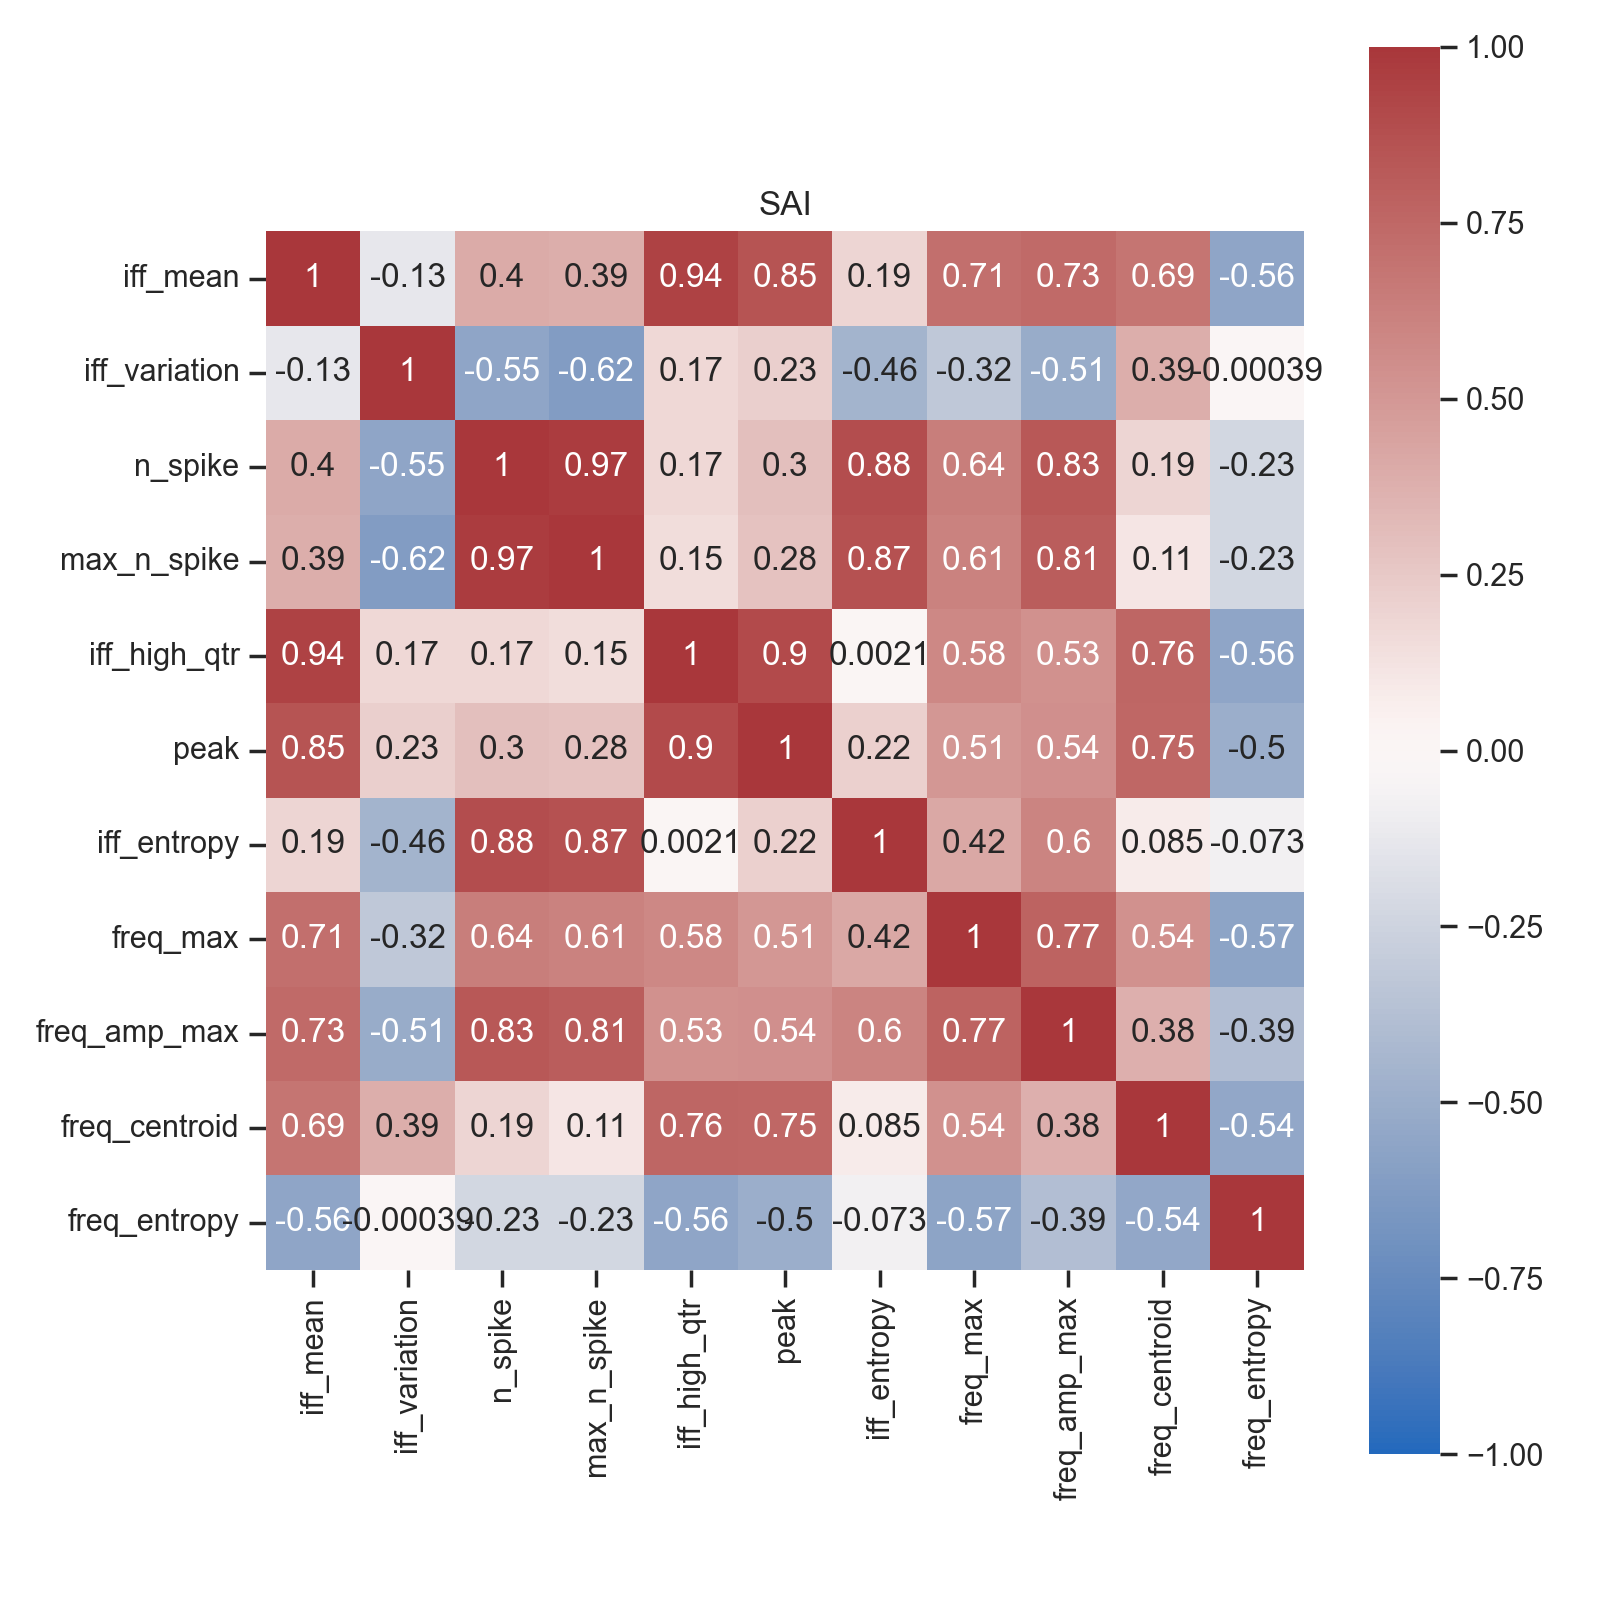 SAI
1.00
0.75
0.50
0.25
0.00
−0.25
−0.50
−0.75
−1.00
iff_mean 1 -0.13 0.4 0.39 0.94 0.85 0.19 0.71 0.73 0.69 -0.56
iff_variation -0.13 1 -0.55 -0.62 0.17 0.23 -0.46 -0.32 -0.51 0.39 -0.00039
n_spike 0.4 -0.55 1 0.97 0.17 0.3 0.88 0.64 0.83 0.19 -0.23
max_n_spike 0.39 -0.62 0.97 1 0.15 0.28 0.87 0.61 0.81 0.11 -0.23
iff_high_qtr 0.94 0.17 0.17 0.15 1 0.9 0.0021 0.58 0.53 0.76 -0.56
peak 0.85 0.23 0.3 0.28 0.9 1 0.22 0.51 0.54 0.75 -0.5
iff_entropy 0.19 -0.46 0.88 0.87 0.0021 0.22 1 0.42 0.6 0.085 -0.073
freq_max 0.71 -0.32 0.64 0.61 0.58 0.51 0.42 1 0.77 0.54 -0.57
freq_amp_max 0.73 -0.51 0.83 0.81 0.53 0.54 0.6 0.77 1 0.38 -0.39
freq_centroid 0.69 0.39 0.19 0.11 0.76 0.75 0.085 0.54 0.38 1 -0.54
freq_entropy -0.56 -0.00039 -0.23 -0.23 -0.56 -0.5 -0.073 -0.57 -0.39 -0.54 1
iff_mean
iff_variation
n_spike
max_n_spike
iff_high_qtr
peak
iff_entropy
freq_max
freq_amp_max
freq_centroid
freq_entropy